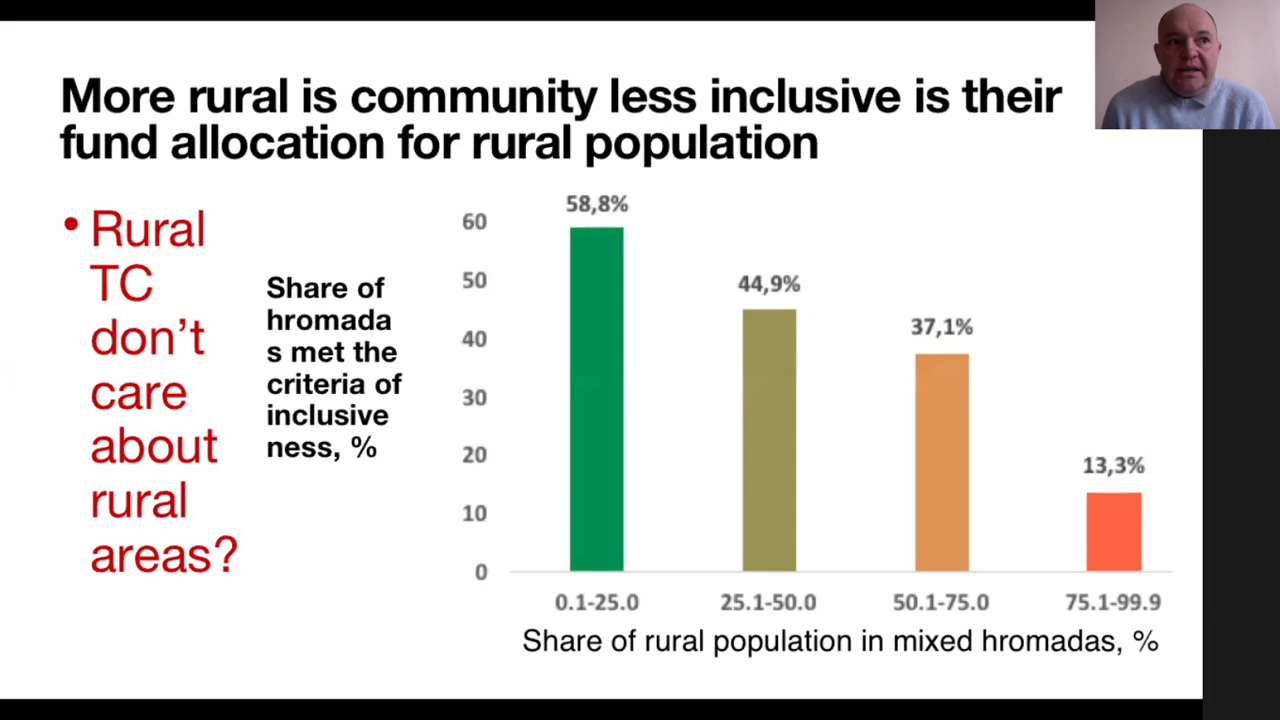 More rural is community less inclusive is their
fund allocation for rural population
• Rural
TC
don't
care
about
rural
areas?
Share of
hromada
s met the
criteria of
inclusive
ness, %
60
50
40
30
20
10
0
58,8%
44,9%
37,1%
13,3%
0.1-25.0
25.1-50.0
50.1-75.0
75.1-99.9
Share of rural population in mixed hromadas, %